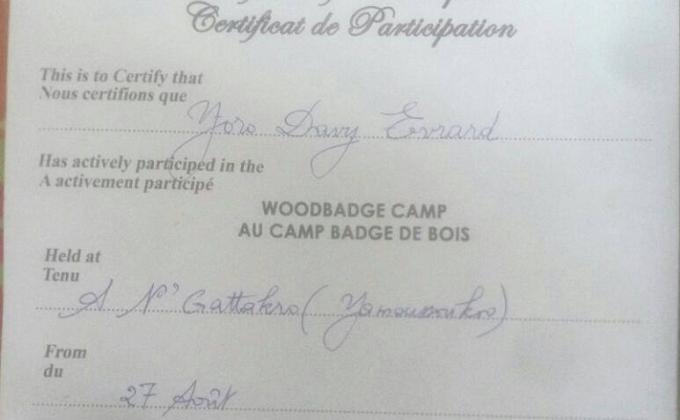 Certificat de Participation
This is to Certify that
Nous certifions que
Yoro Davy Evrard
Has actively participed in the
A activement participé
WOODBADGE CAMP
AU CAMP BADGE DE BOIS
Held at
Tenu
A N'Gattakro (Yamoussoukro)
From
du
27 Août